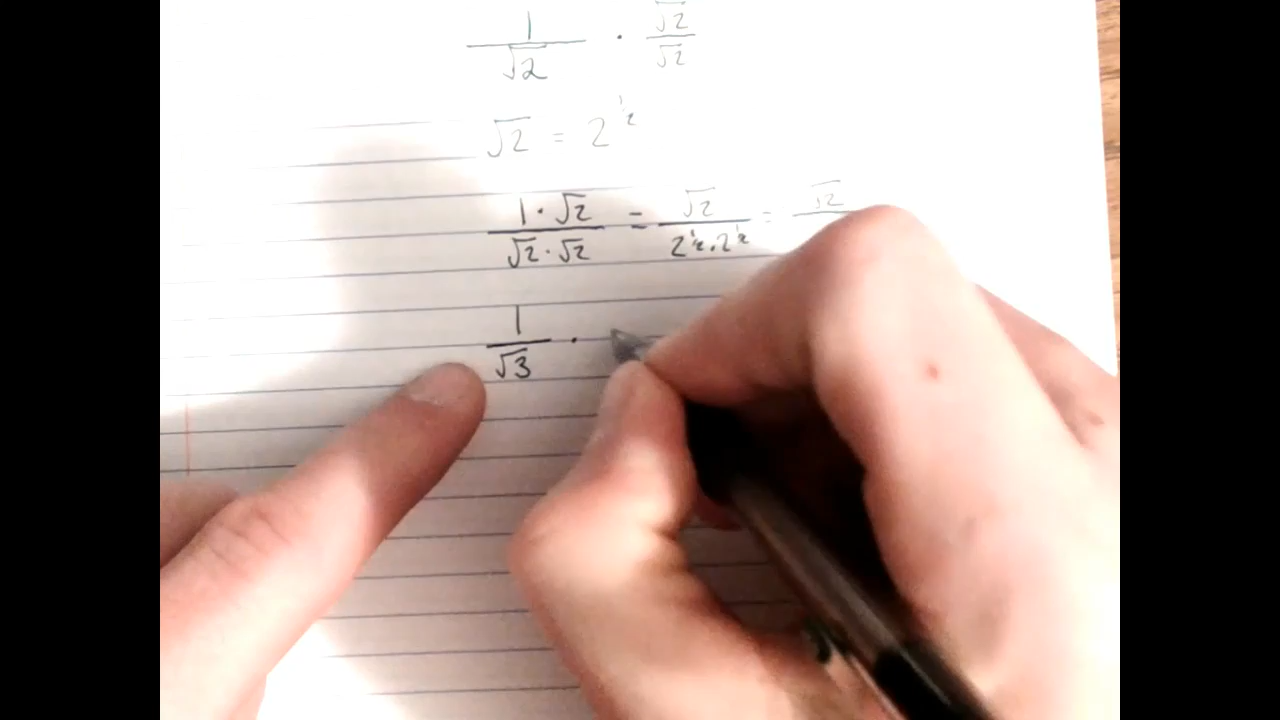 1/√2 · √2/√2
√2 = 2^1/2
1·√2/√2·√2 = √2/2^1/2·2^1/2 = √2
1/√3 ·